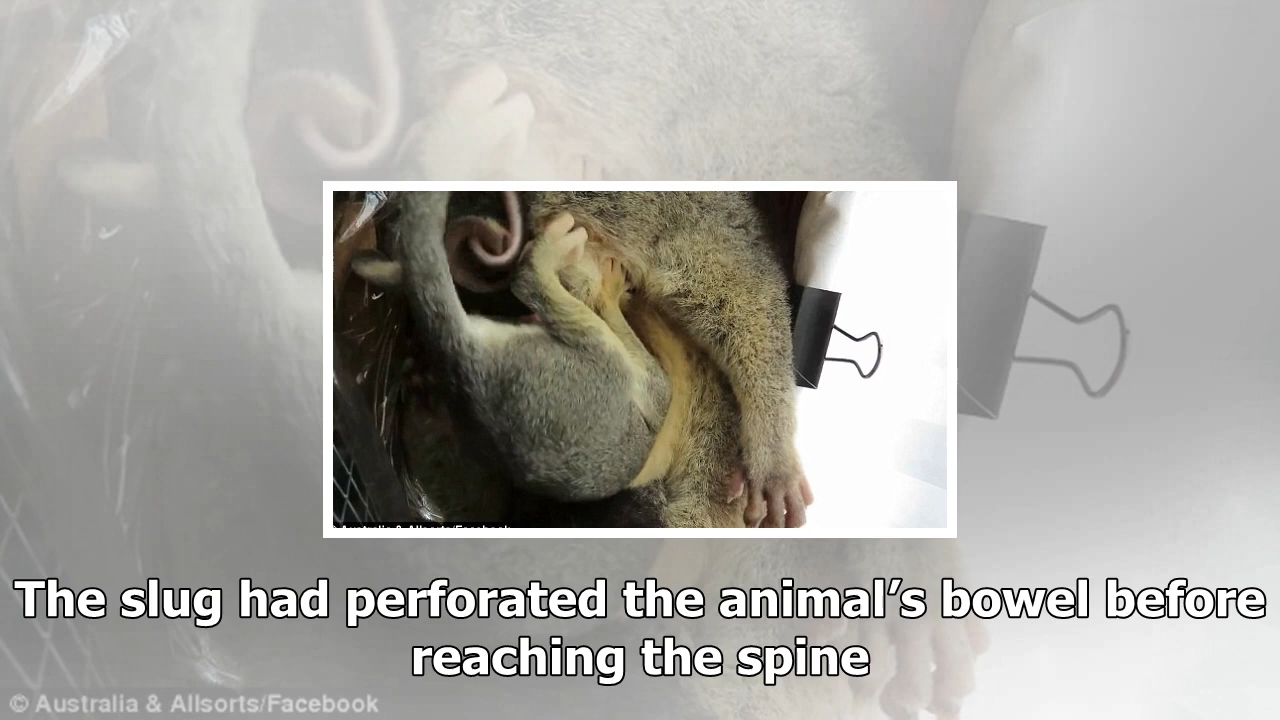 The slug had perforated the animal’s bowel before
reaching the spine
© Australia & Allsorts/Facebook